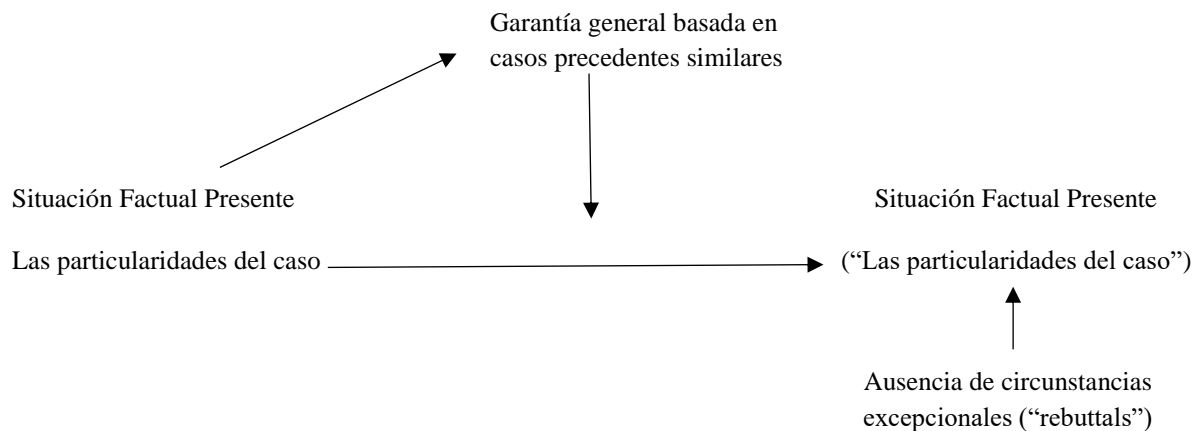 Garantía general basada en
casos precedentes similares
Situación Factual Presente
Situación Factual Presente
Las particularidades del caso
(“Las particularidades del caso”)
Ausencia de circunstancias
excepcionales (“rebuttals”)